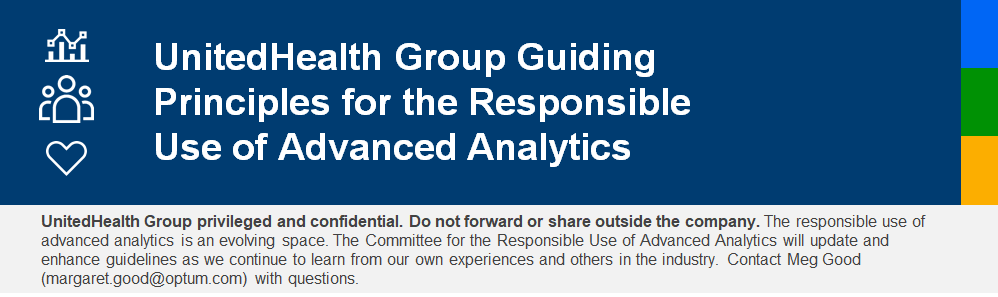 UnitedHealth Group Guiding
Principles for the Responsible
Use of Advanced Analytics
UnitedHealth Group privileged and confidential. Do not forward or share outside the company. The responsible use of
advanced analytics is an evolving space. The Committee for the Responsible Use of Advanced Analytics will update and
enhance guidelines as we continue to learn from our own experiences and others in the industry. Contact Meg Good
(margaret.good@optum.com) with questions.